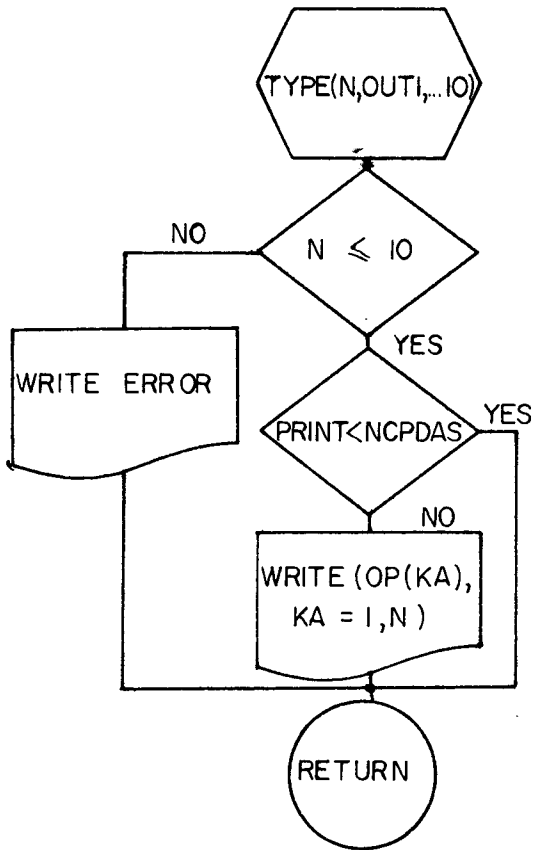 TYPE(N,OUT1,...10)
N ⩽ 10
NO
YES
WRITE ERROR
PRINT<NCPDAS
YES
NO
WRITE (OP(KA),
KA = 1,N)
RETURN